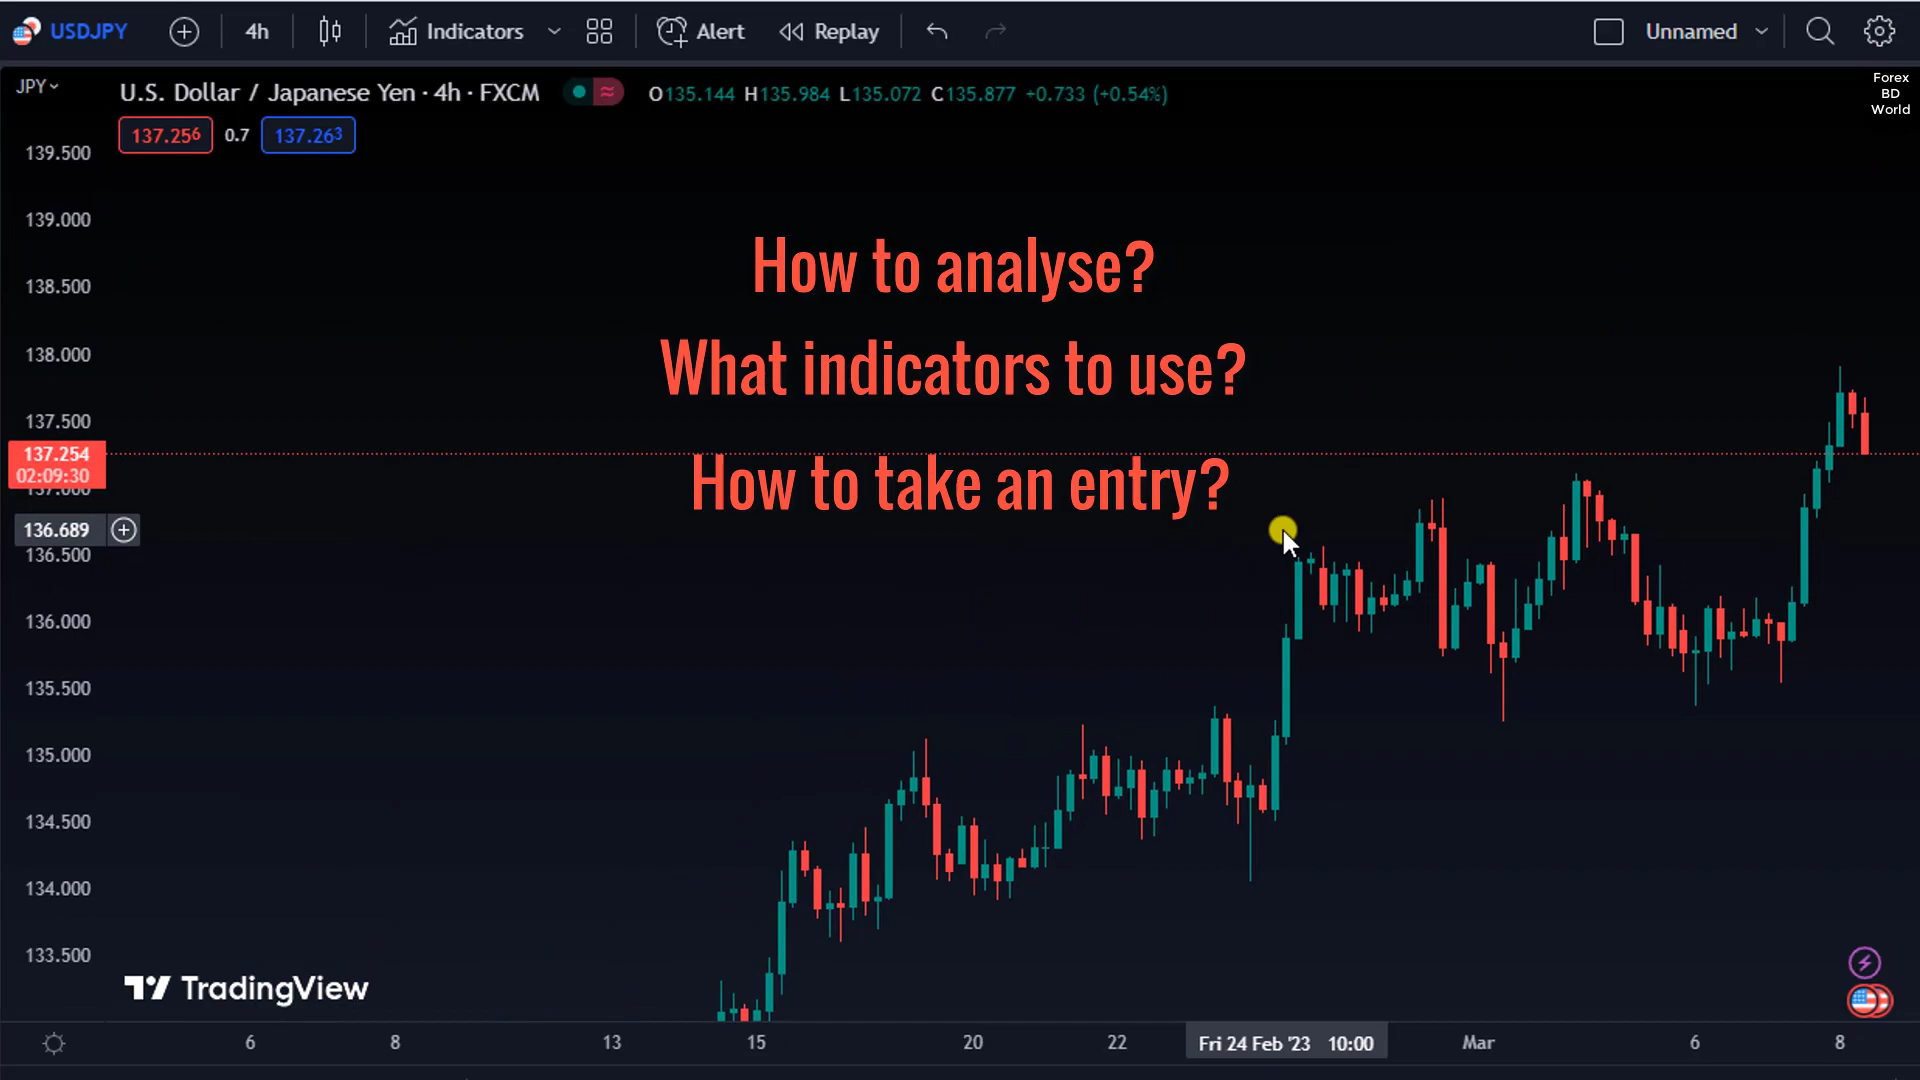 USDJPY 4h Indicators Alert Replay Unnamed
JPY U.S. Dollar / Japanese Yen · 4h · FXCM O135.144 H135.984 L135.072 C135.877 +0.733 (+0.54%)
Forex
BD
World
137.256 0.7 137.263
139.500
139.000
How to analyse?
138.500
138.000
What indicators to use?
137.500
137.254
02:09:30
137.000
How to take an entry?
136.689
136.500
136.000
135.500
135.000
134.500
134.000
133.500
TradingView
6 8 13 15 20 22 Fri 24 Feb '23 10:00 Mar 6 8